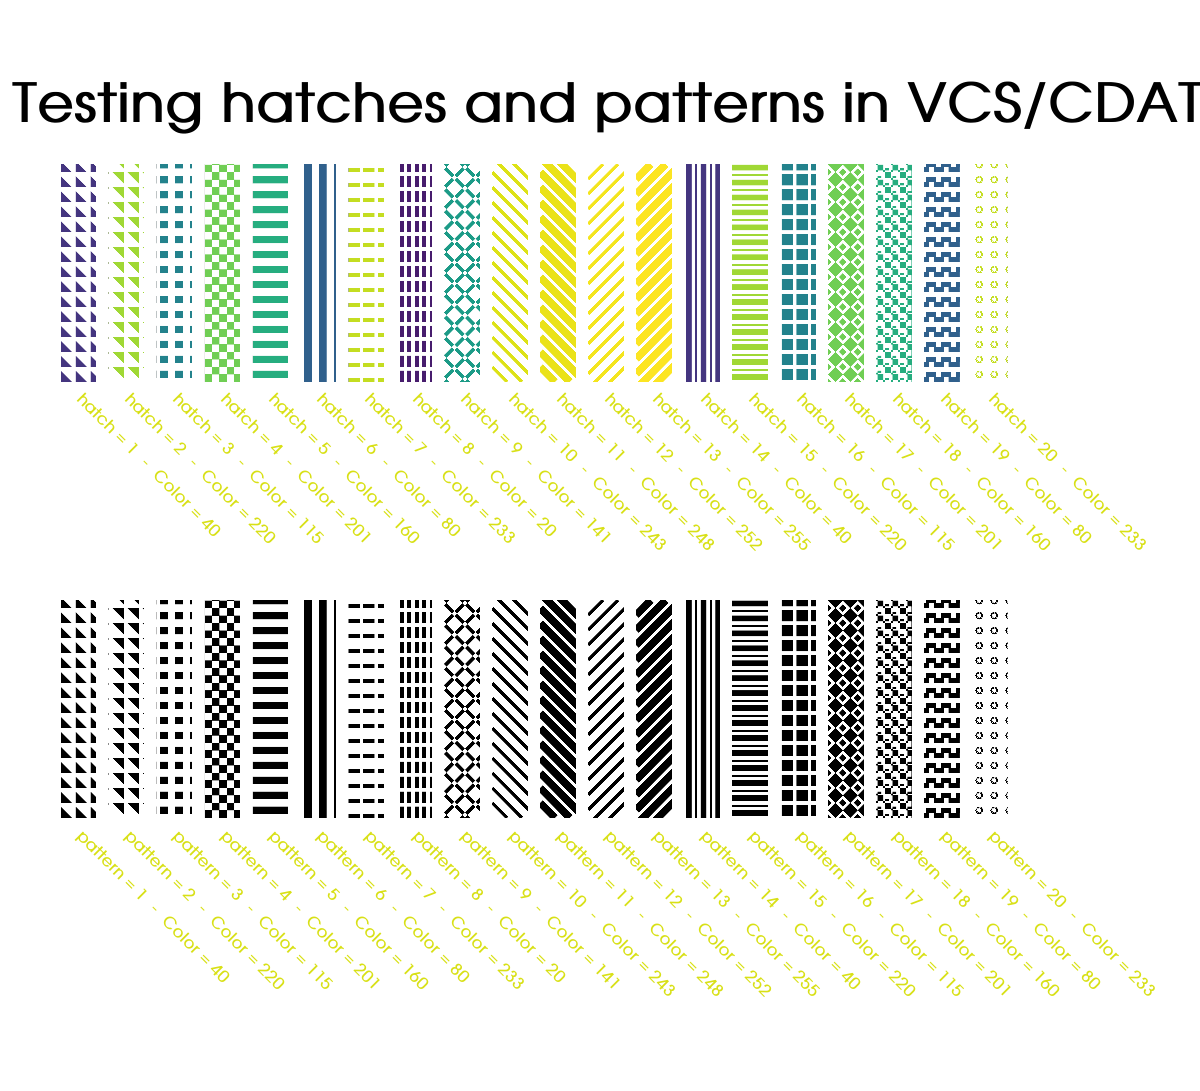 Testing hatches and patterns in VCS/CDAT
hatch = 1 - Color = 40
hatch = 2 - Color = 220
hatch = 3 - Color = 115
hatch = 4 - Color = 201
hatch = 5 - Color = 160
hatch = 6 - Color = 80
hatch = 7 - Color = 233
hatch = 8 - Color = 20
hatch = 9 - Color = 141
hatch = 10 - Color = 243
hatch = 11 - Color = 248
hatch = 12 - Color = 252
hatch = 13 - Color = 255
hatch = 14 - Color = 40
hatch = 15 - Color = 220
hatch = 16 - Color = 115
hatch = 17 - Color = 201
hatch = 18 - Color = 160
hatch = 19 - Color = 80
hatch = 20 - Color = 233
pattern = 1 - Color = 40
pattern = 2 - Color = 220
pattern = 3 - Color = 115
pattern = 4 - Color = 201
pattern = 5 - Color = 160
pattern = 6 - Color = 80
pattern = 7 - Color = 233
pattern = 8 - Color = 20
pattern = 9 - Color = 141
pattern = 10 - Color = 243
pattern = 11 - Color = 248
pattern = 12 - Color = 252
pattern = 13 - Color = 255
pattern = 14 - Color = 40
pattern = 15 - Color = 220
pattern = 16 - Color = 115
pattern = 17 - Color = 201
pattern = 18 - Color = 160
pattern = 19 - Color = 80
pattern = 20 - Color = 233